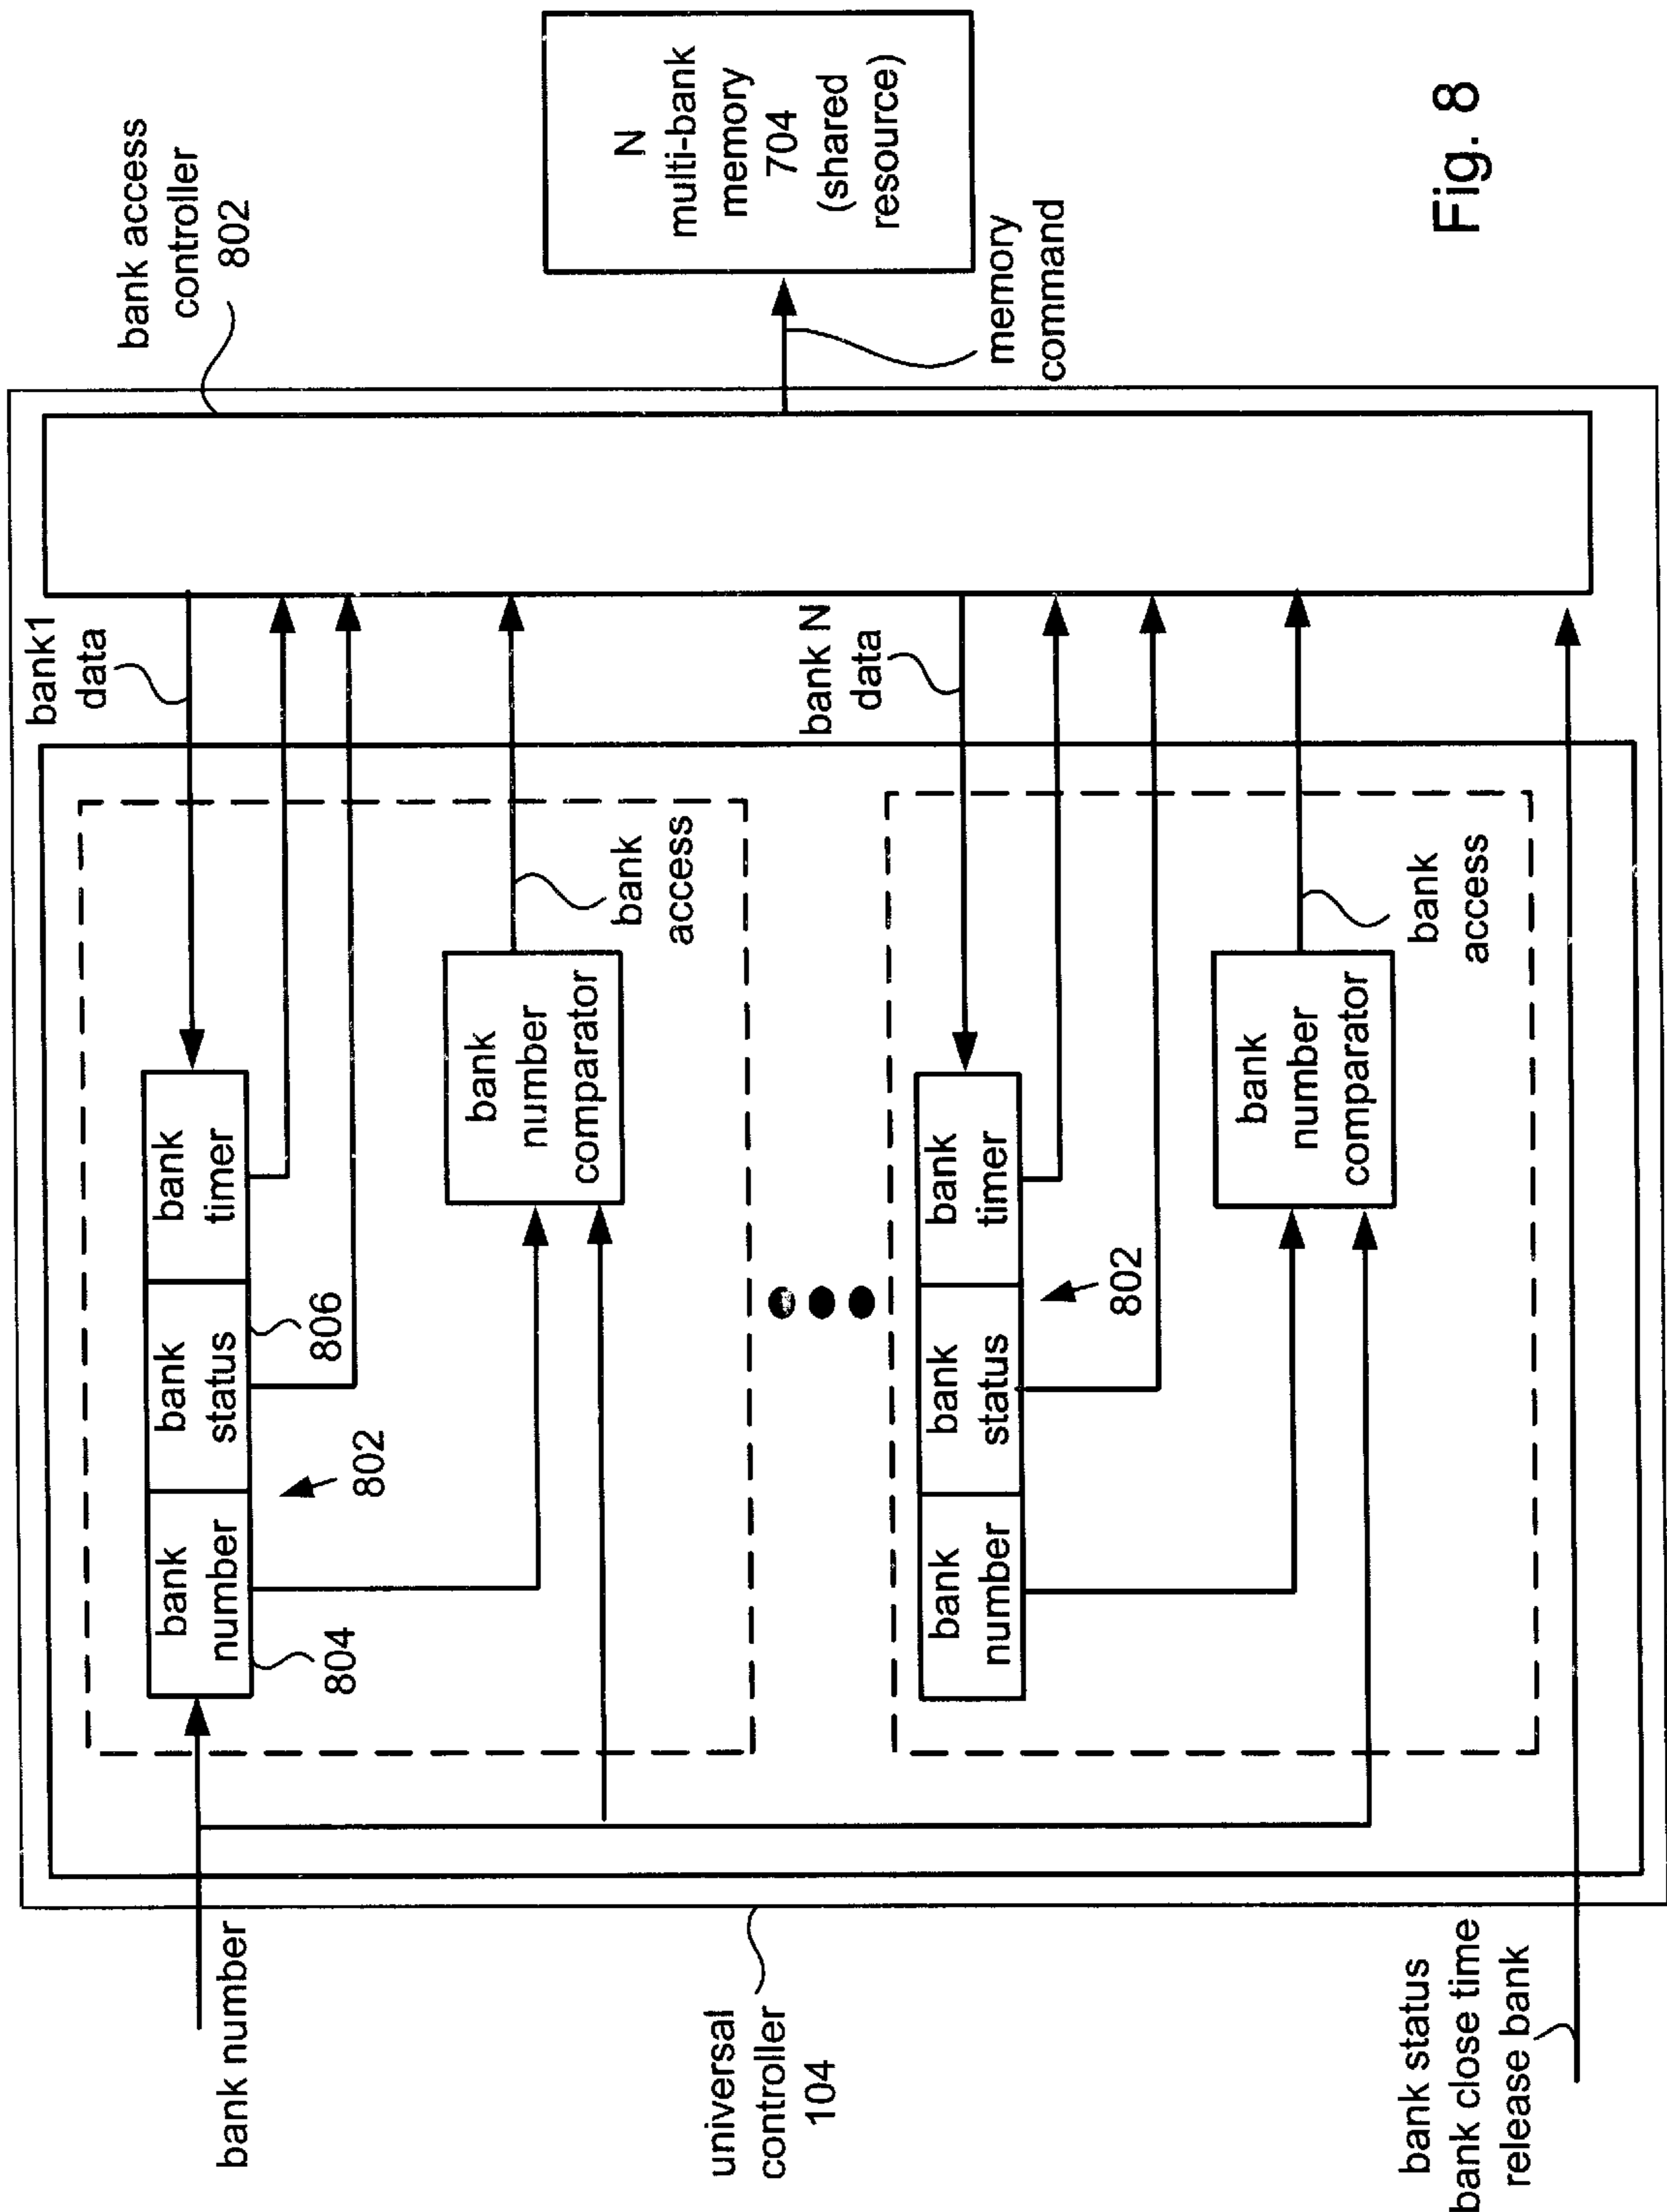 bank access
controller
802
N
multi-bank
memory
704
(shared
resource)
memory
command
bank1
data
bank N
data
bank
number
804
bank
status
806
bank
timer
802
bank
number
comparator
bank
access
bank
number
bank
status
bank
timer
802
bank
number
comparator
bank
access
bank number
universal
controller
104
bank status
bank close time
release bank
Fig. 8